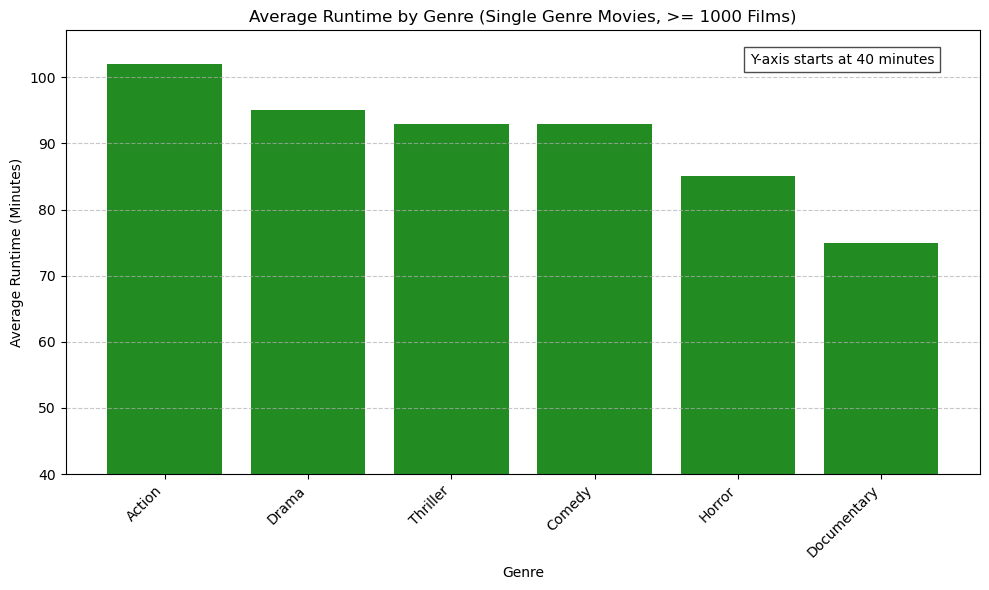 Average Runtime by Genre (Single Genre Movies, >= 1000 Films)
Y-axis starts at 40 minutes
Average Runtime (Minutes)
100
90
80
70
60
50
40
Action
Drama
Thriller
Comedy
Horror
Documentary
Genre